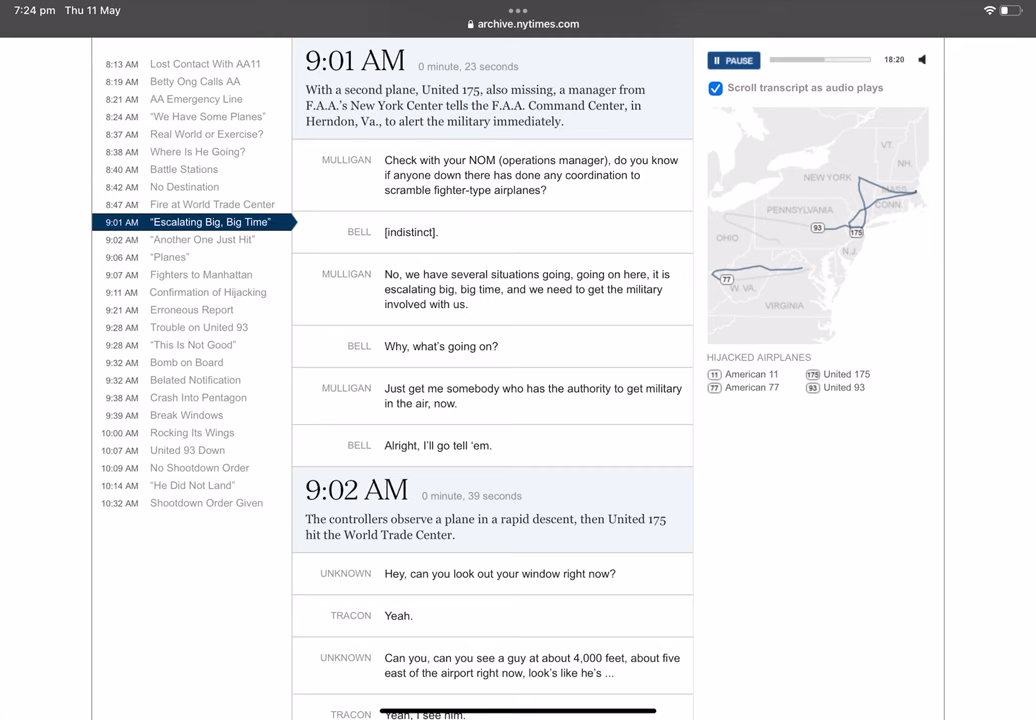 7:24 pm Thu 11 May
archive.nytimes.com
8:13 AM Lost Contact With AA11
8:19 AM Betty Ong Calls AA
8:21 AM AA Emergency Line
8:24 AM “We Have Some Planes”
8:37 AM Real World or Exercise?
8:38 AM Where Is He Going?
8:40 AM Battle Stations
8:42 AM No Destination
8:47 AM Fire at World Trade Center
9:01 AM “Escalating Big, Big Time”
9:02 AM “Another One Just Hit”
9:06 AM “Planes”
9:07 AM Fighters to Manhattan
9:11 AM Confirmation of Hijacking
9:21 AM Erroneous Report
9:28 AM Trouble on United 93
9:28 AM “This Is Not Good”
9:32 AM Bomb on Board
9:32 AM Belated Notification
9:38 AM Crash Into Pentagon
9:39 AM Break Windows
10:00 AM Rocking Its Wings
10:07 AM United 93 Down
10:09 AM No Shootdown Order
10:14 AM “He Did Not Land”
10:32 AM Shootdown Order Given
9:01 AM 0 minute, 23 seconds
With a second plane, United 175, also missing, a manager from
F.A.A.’s New York Center tells the F.A.A. Command Center, in
Herndon, Va., to alert the military immediately.
MULLIGAN Check with your NOM (operations manager), do you know
if anyone down there has done any coordination to
scramble fighter-type airplanes?
BELL [indistinct].
MULLIGAN No, we have several situations going, going on here, it is
escalating big, big time, and we need to get the military
involved with us.
BELL Why, what’s going on?
MULLIGAN Just get me somebody who has the authority to get military
in the air, now.
BELL Alright, I’ll go tell ‘em.
9:02 AM 0 minute, 39 seconds
The controllers observe a plane in a rapid descent, then United 175
hit the World Trade Center.
UNKNOWN Hey, can you look out your window right now?
TRACON Yeah.
UNKNOWN Can you, can you see a guy at about 4,000 feet, about five
east of the airport right now, look’s like he’s ...
TRACON Yeah, I see him.
PAUSE 18:20
Scroll transcript as audio plays
VT.
NH.
NEW YORK
MASS.
CONN.
PENNSYLVANIA
93
175
OHIO
N.J.
77
W. VA.
VIRGINIA
HIJACKED AIRPLANES
11 American 11 175 United 175
77 American 77 93 United 93